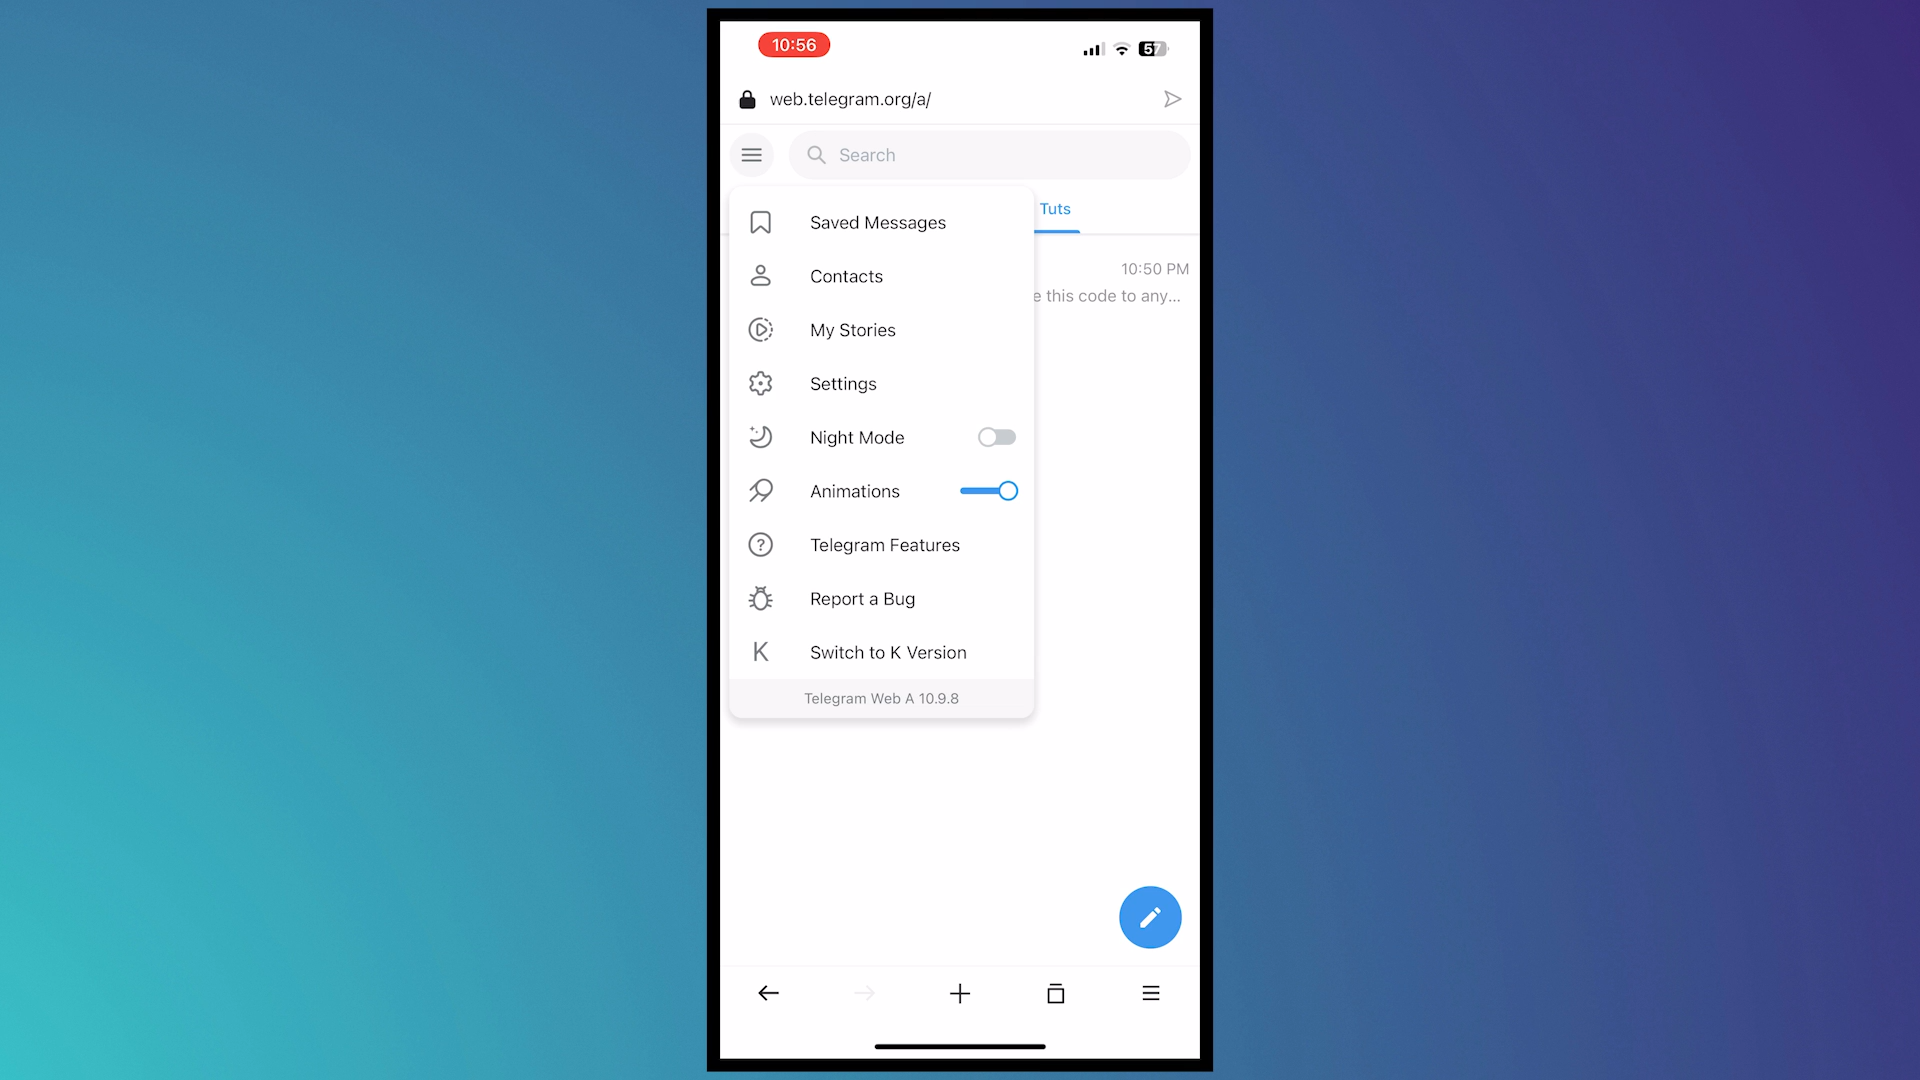 10:56
57
web.telegram.org/a/
Search
Tuts
Saved Messages
10:50 PM
Contacts
e this code to any...
My Stories
Settings
Night Mode
Animations
Telegram Features
Report a Bug
K Switch to K Version
Telegram Web A 10.9.8